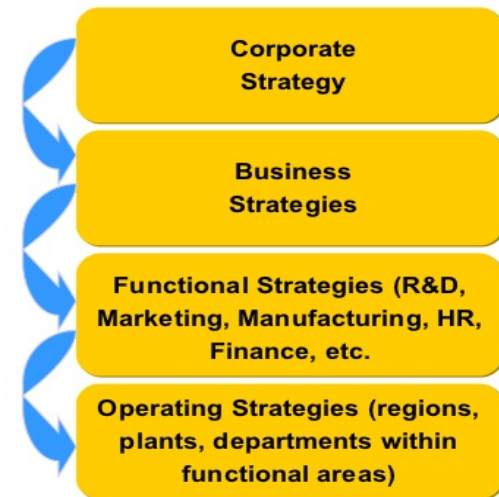 Corporate
Strategy
Business
Strategies
Functional Strategies (R&D,
Marketing, Manufacturing, HR,
Finance, etc.
Operating Strategies (regions,
plants, departments within
functional areas)